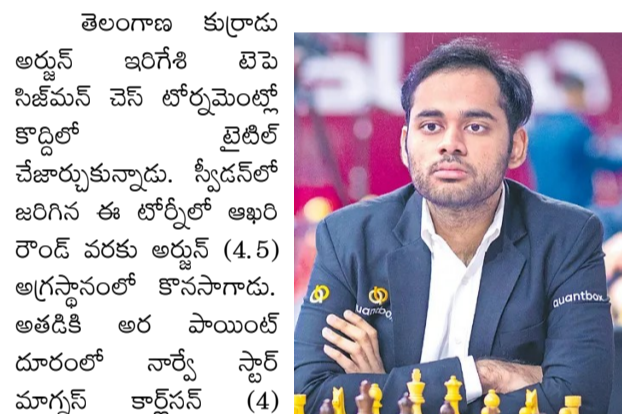 తెలంగాణ కుర్రాడు
అర్జున్ ఇరిగేశి టెపె
సిజ్‌మన్ చెస్ టోర్నమెంట్లో
కొద్దిలో టైటిల్
చేజార్చుకున్నాడు. స్వీడన్‌లో
జరిగిన ఈ టోర్నీలో ఆఖరి
రౌండ్ వరకు అర్జున్ (4.5)
అగ్రస్థానంలో కొనసాగాడు.
అతడికి అర పాయింట్
దూరంలో నార్వే స్టార్
మాగ్నస్ కార్ల్‌సన్ (4)
quantbox